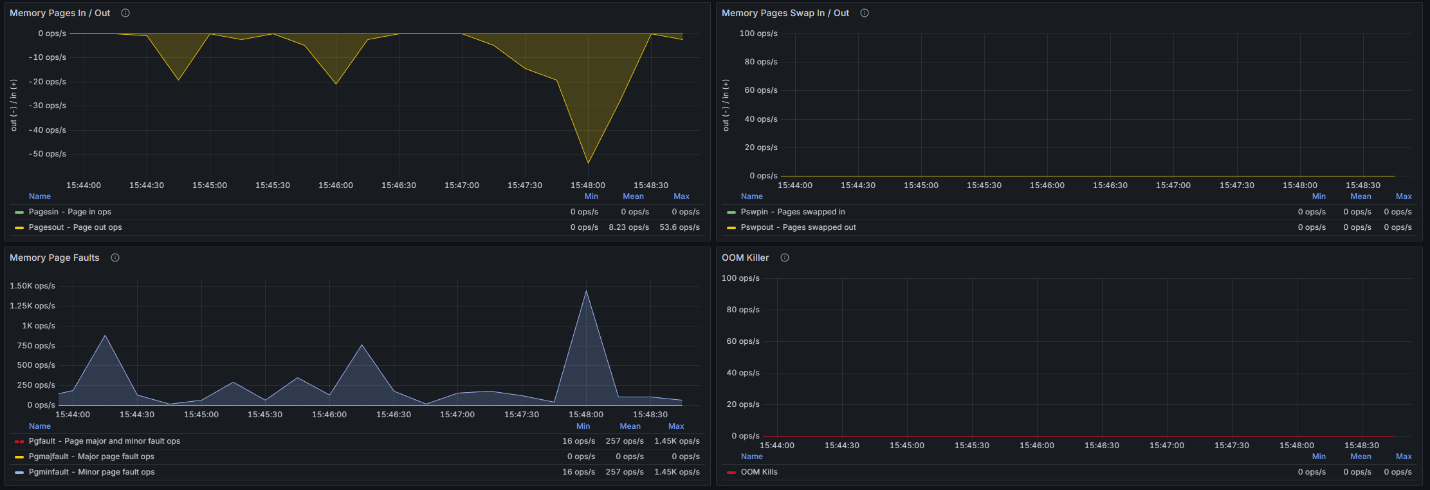 Memory Pages In / Out
0 ops/s
-10 ops/s
-20 ops/s
-30 ops/s
-40 ops/s
-50 ops/s
out (-) / in (+)
15:44:00 15:44:30 15:45:00 15:45:30 15:46:00 15:46:30 15:47:00 15:47:30 15:48:00 15:48:30
Name Min Mean Max
Pagesin - Page in ops 0 ops/s 0 ops/s 0 ops/s
Pagesout - Page out ops 0 ops/s 8.23 ops/s 53.6 ops/s
Memory Pages Swap In / Out
100 ops/s
80 ops/s
60 ops/s
40 ops/s
20 ops/s
0 ops/s
out (-) / in (+)
15:44:00 15:44:30 15:45:00 15:45:30 15:46:00 15:46:30 15:47:00 15:47:30 15:48:00 15:48:30
Name Min Mean Max
Pswpin - Pages swapped in 0 ops/s 0 ops/s 0 ops/s
Pswpout - Pages swapped out 0 ops/s 0 ops/s 0 ops/s
Memory Page Faults
1.50K ops/s
1.25K ops/s
1K ops/s
750 ops/s
500 ops/s
250 ops/s
0 ops/s
15:44:00 15:44:30 15:45:00 15:45:30 15:46:00 15:46:30 15:47:00 15:47:30 15:48:00 15:48:30
Name Min Mean Max
Pgfault - Page major and minor fault ops 16 ops/s 257 ops/s 1.45K ops/s
Pgmajfault - Major page fault ops 0 ops/s 0 ops/s 0 ops/s
Pgminfault - Minor page fault ops 16 ops/s 257 ops/s 1.45K ops/s
OOM Killer
100 ops/s
80 ops/s
60 ops/s
40 ops/s
20 ops/s
0 ops/s
15:44:00 15:44:30 15:45:00 15:45:30 15:46:00 15:46:30 15:47:00 15:47:30 15:48:00 15:48:30
Name Min Mean Max
OOM Kills 0 ops/s 0 ops/s 0 ops/s